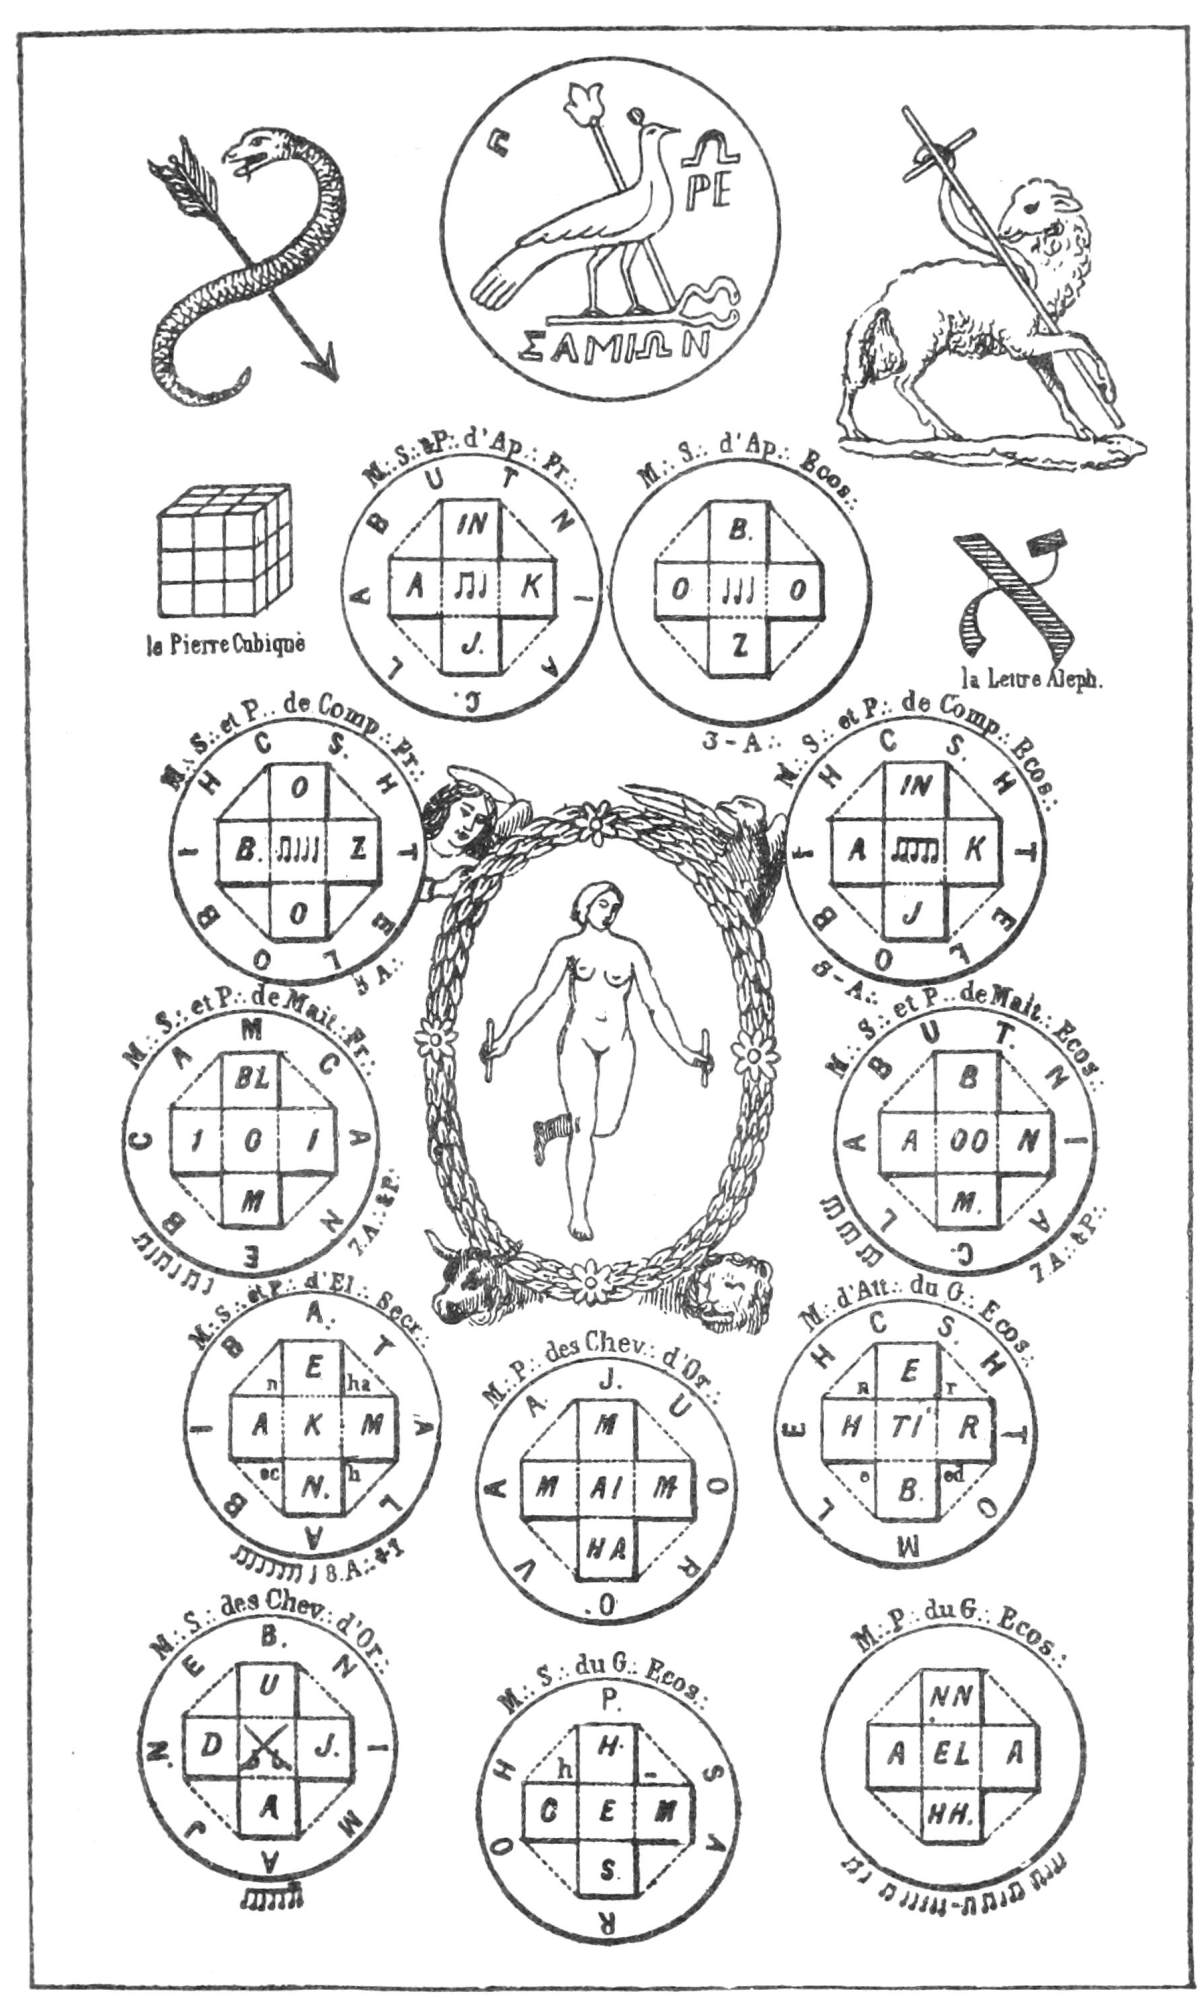 Π
Ω
ΡΕ
ΣΑΜΙΩΝ
la Pierre Cubique
la Lettre Aleph.
M∴ S∴ & P∴ d'Ap∴ Fr∴
B U T N I A G. L A
IN
A K
J.
M∴ S∴ d'Ap∴ Ecos∴
B.
O O
Z
3-A∴
M∴ S∴ et P∴ de Comp∴ Fr∴
H C S. H T E L O B I
O
B. Z
O
5 A∴
M∴ S∴ et P∴ de Comp∴ Ecos∴
H C S. H T E L O B I
IN
A K
J
5-A∴
M∴ S∴ et P∴ de Mait∴ Fr∴
A M C A N E B C
BL
I O I
M
7.A∴ & P∴
M∴ S∴ et P∴ de Mait∴ Ecos∴
B U T. N I A G. L A
B
A OO N
M.
7 A∴ & P∴
M∴ S∴ et P∴ d'El∴ Secr∴
B A. T A L A B I
E
n ha
A K M
ec h
N.
8.A∴
M∴ P∴ des Chev∴ d'Or∴
A J. U O R O. V A
M
M AI M
HA
M∴ d'Att∴ du G∴ Ecos∴
H C S. H T O M L E
E
a r
H TI R
e ed
B.
M∴ S∴ des Chev∴ d'Or∴
E B. N I M A J N.
U
D J.
A
M∴ S∴ du G∴ Ecos∴
H P. S A R O
H.
h -
C E M
S.
M∴ P∴ du G∴ Ecos∴
NN
A EL A
HH.